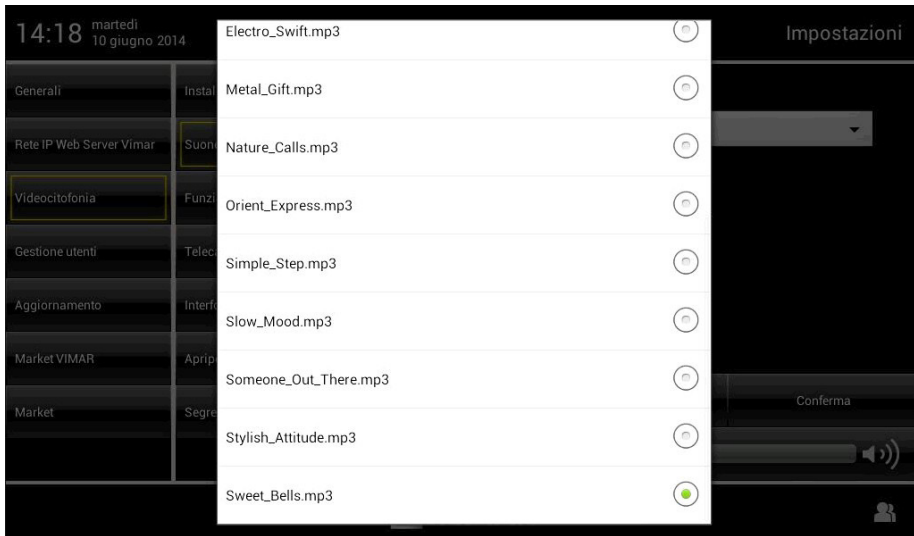 14:18
martedì
10 giugno 2014
Impostazioni
Generali
Rete IP Web Server Vimar
Videocitofonia
Gestione utenti
Aggiornamento
Market VIMAR
Market
Electro_Swift.mp3
Metal_Gift.mp3
Nature_Calls.mp3
Orient_Express.mp3
Simple_Step.mp3
Slow_Mood.mp3
Someone_Out_There.mp3
Stylish_Attitude.mp3
Sweet_Bells.mp3
Conferma